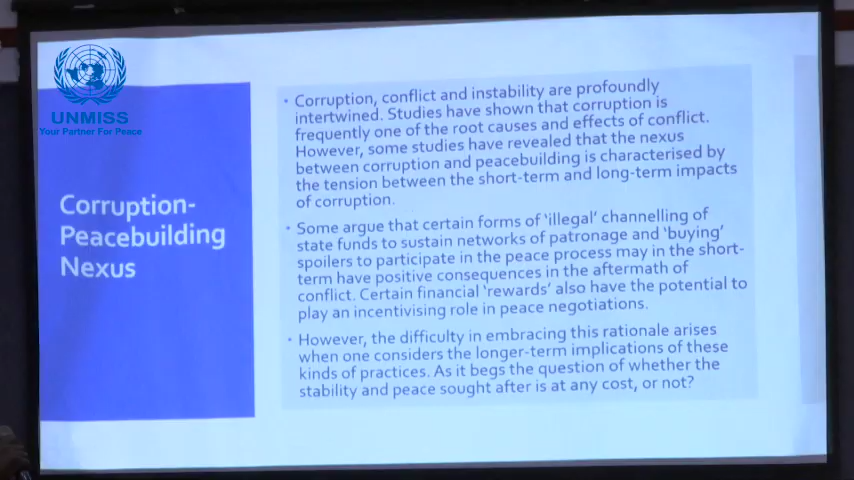 UNMISS
Your Partner For Peace
Corruption-
Peacebuilding
Nexus
• Corruption, conflict and instability are profoundly
intertwined. Studies have shown that corruption is
frequently one of the root causes and effects of conflict.
However, some studies have revealed that the nexus
between corruption and peacebuilding is characterised by
the tension between the short-term and long-term impacts
of corruption.
• Some argue that certain forms of 'illegal' channelling of
state funds to sustain networks of patronage and 'buying'
spoilers to participate in the peace process may in the short-
term have positive consequences in the aftermath of
conflict. Certain financial 'rewards' also have the potential to
play an incentivising role in peace negotiations.
• However, the difficulty in embracing this rationale arises
when one considers the longer-term implications of these
kinds of practices. As it begs the question of whether the
stability and peace sought after is at any cost, or not?